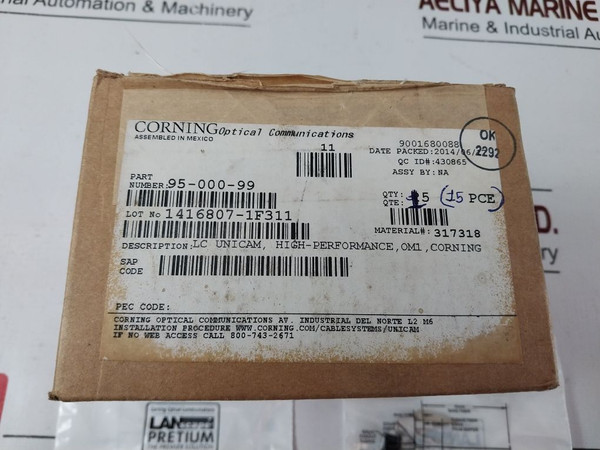 Automation & Machinery
AELIYA MARINE
Marine & Industrial
CORNING Optical Communications
ASSEMBLED IN MEXICO
11
9001680088
DATE PACKED:2014/06/
OK
2292
QC ID#:430865
ASSY BY:NA
PART
NUMBER:95-000-99
QTY: 5 (15 PCE)
QTE:
LOT No 1416807-1F311
MATERIAL#: 317318
DESCRIPTION:LC UNICAM, HIGH-PERFORMANCE,OM1,CORNING
SAP
CODE
PEC CODE:
CORNING OPTICAL COMMUNICATIONS AV. INDUSTRIAL DEL NORTE L2 M6
INSTALLATION PROCEDURE WWW.CORNING.COM/CABLESYSTEMS/UNICAM
IF NO WEB ACCESS CALL 800-743-2671
D.
LAN
PRETIUM